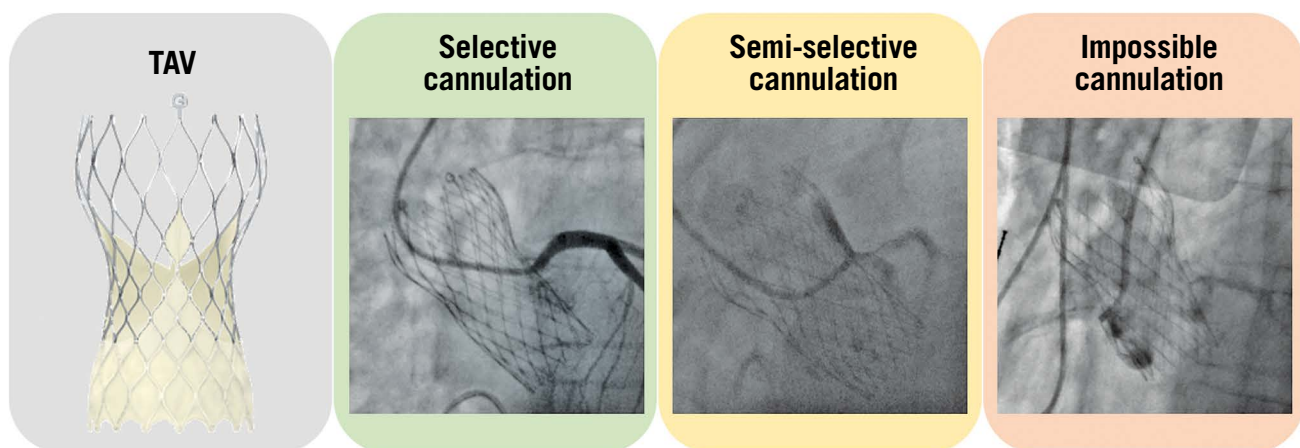 TAV
Selective
cannulation
Semi-selective
cannulation
Impossible
cannulation